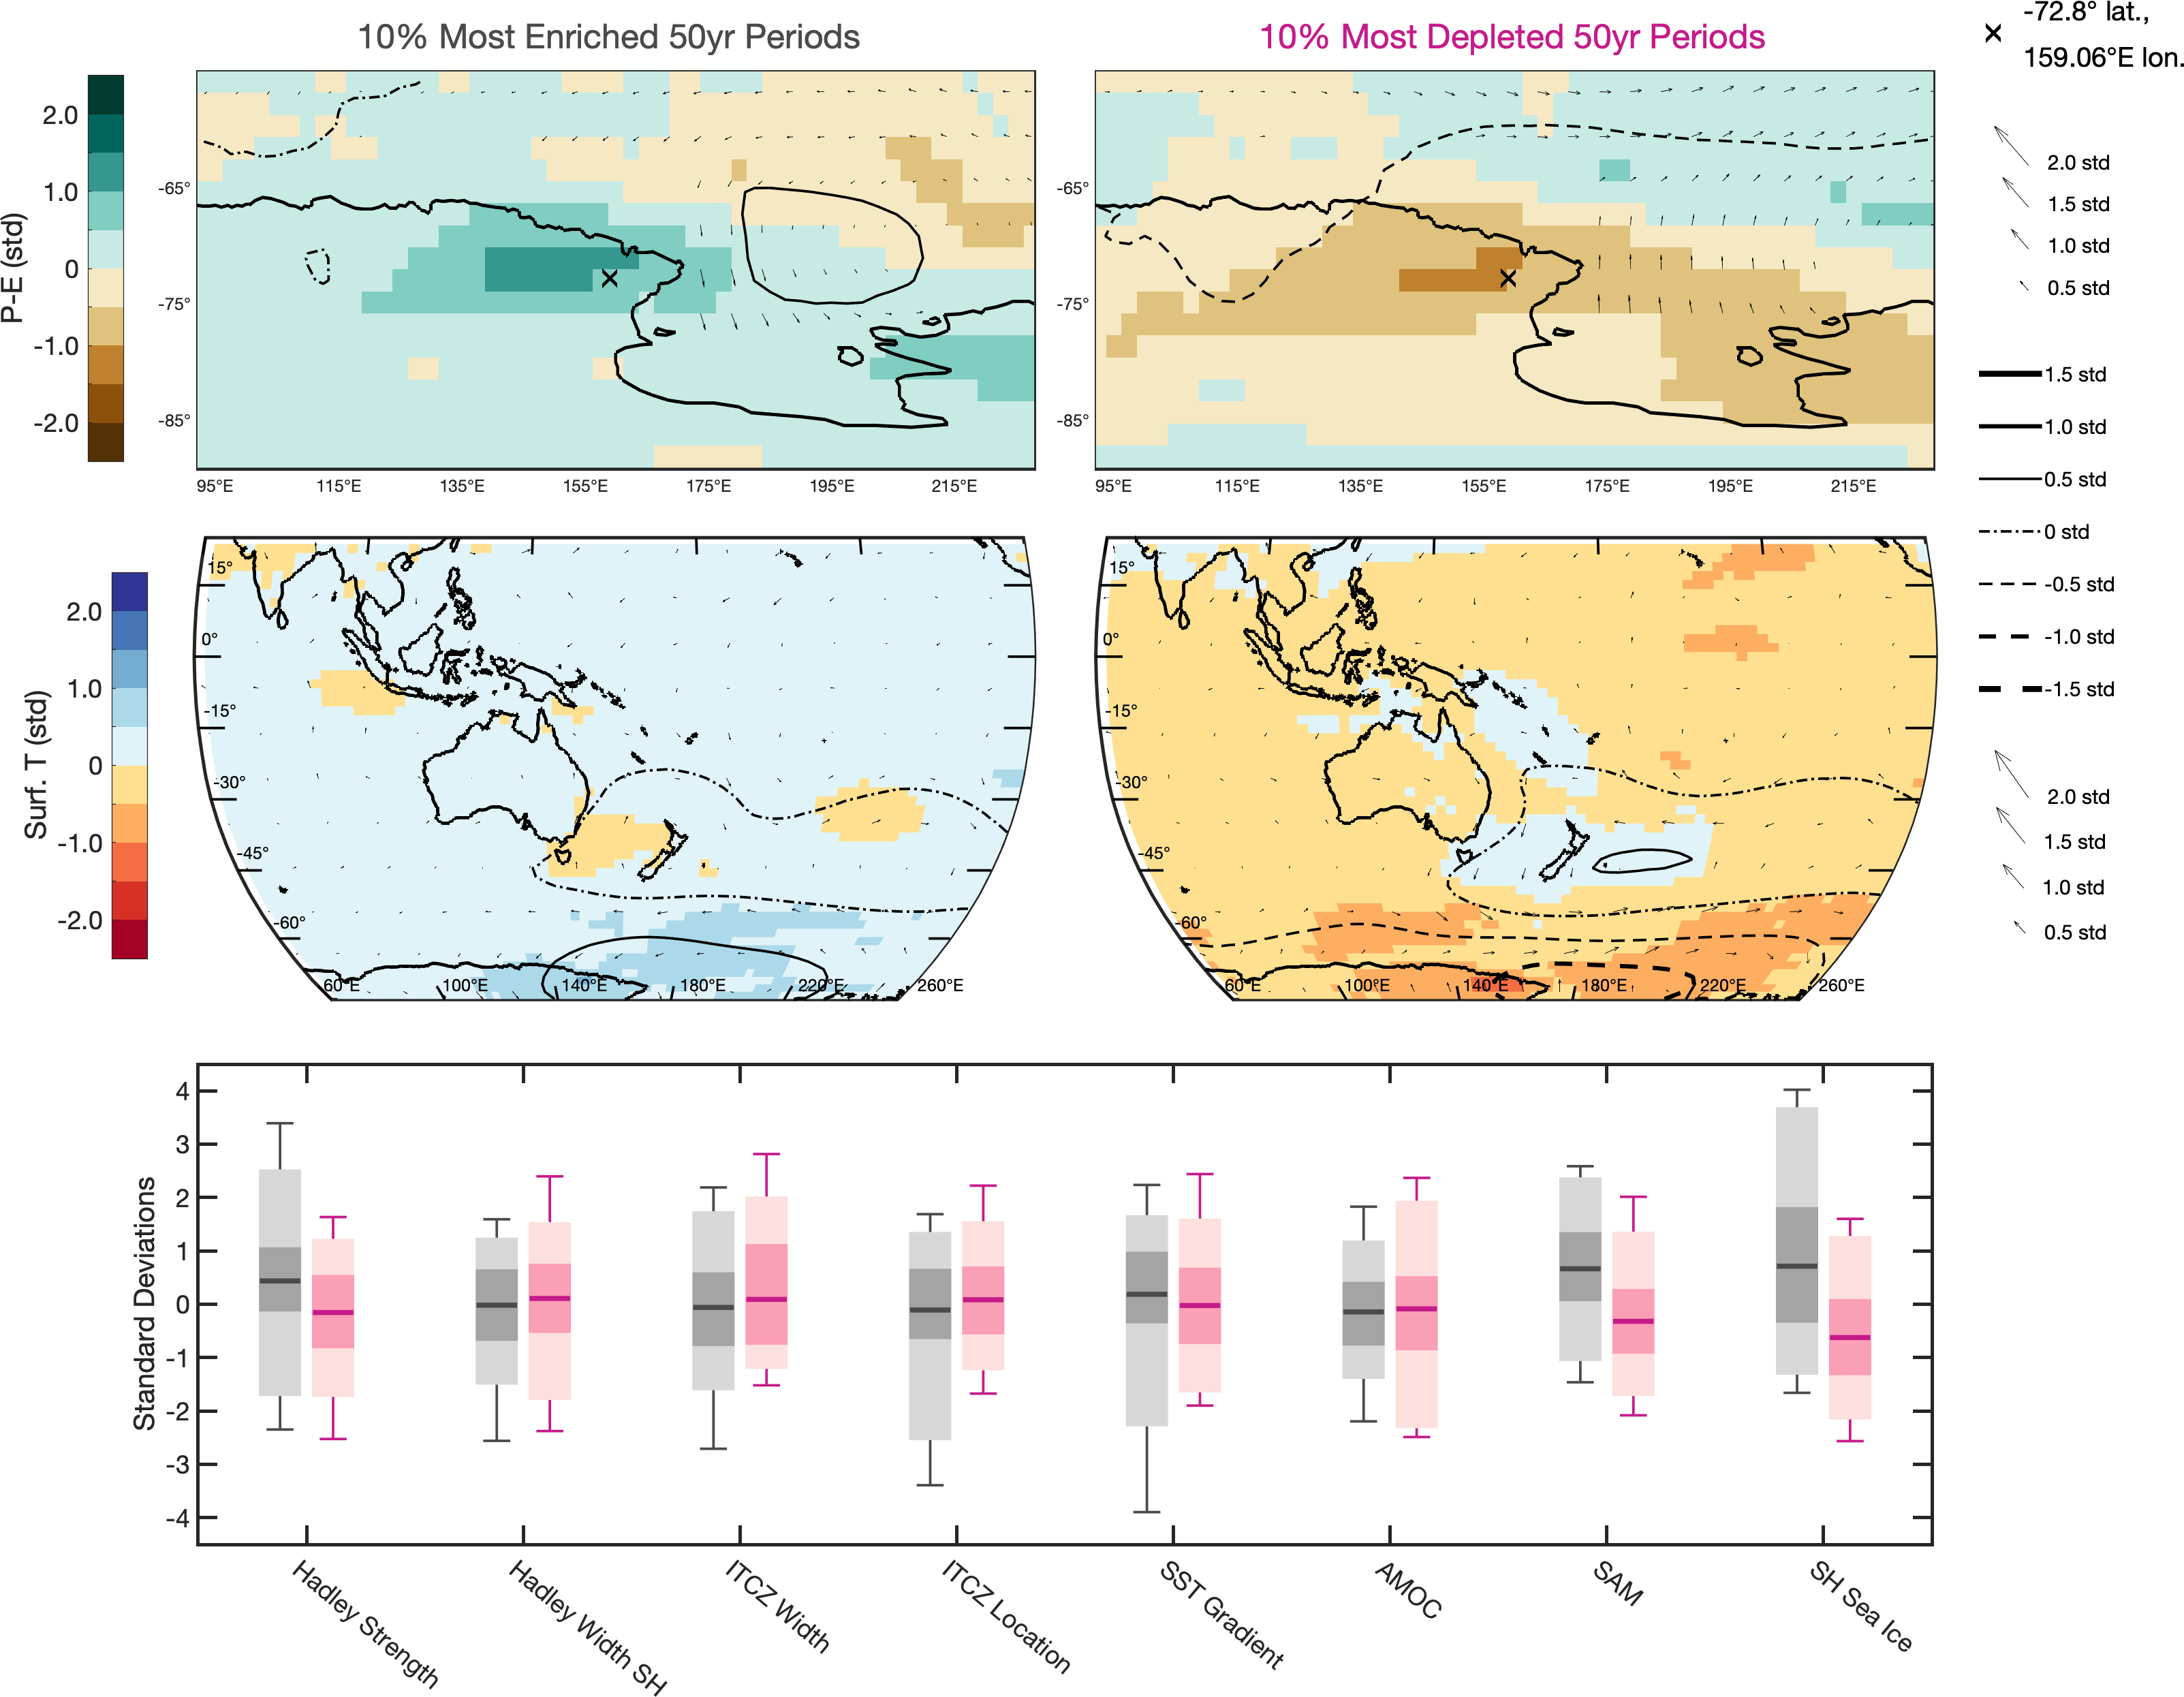 10% Most Enriched 50yr Periods
10% Most Depleted 50yr Periods
-72.8° lat.,
159.06°E lon.
P-E (std)
2.0
1.0
0
-1.0
-2.0
-65°
-75°
-85°
95°E 115°E 135°E 155°E 175°E 195°E 215°E
-65°
-75°
-85°
95°E 115°E 135°E 155°E 175°E 195°E 215°E
2.0 std
1.5 std
1.0 std
0.5 std
1.5 std
1.0 std
0.5 std
0 std
-0.5 std
-1.0 std
-1.5 std
Surf. T (std)
2.0
1.0
0
-1.0
-2.0
15°
0°
-15°
-30°
-45°
-60°
60°E 100°E 140°E 180°E 220°E 260°E
15°
0°
-15°
-30°
-45°
-60°
60°E 100°E 140°E 180°E 220°E 260°E
2.0 std
1.5 std
1.0 std
0.5 std
Standard Deviations
4
3
2
1
0
-1
-2
-3
-4
Hadley Strength
Hadley Width SH
ITCZ Width
ITCZ Location
SST Gradient
AMOC
SAM
SH Sea Ice